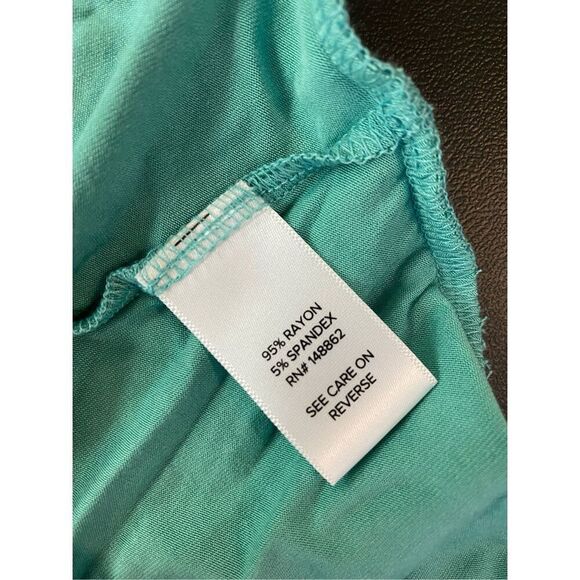 95% RAYON
5% SPANDEX
RN# 148862
SEE CARE ON
REVERSE